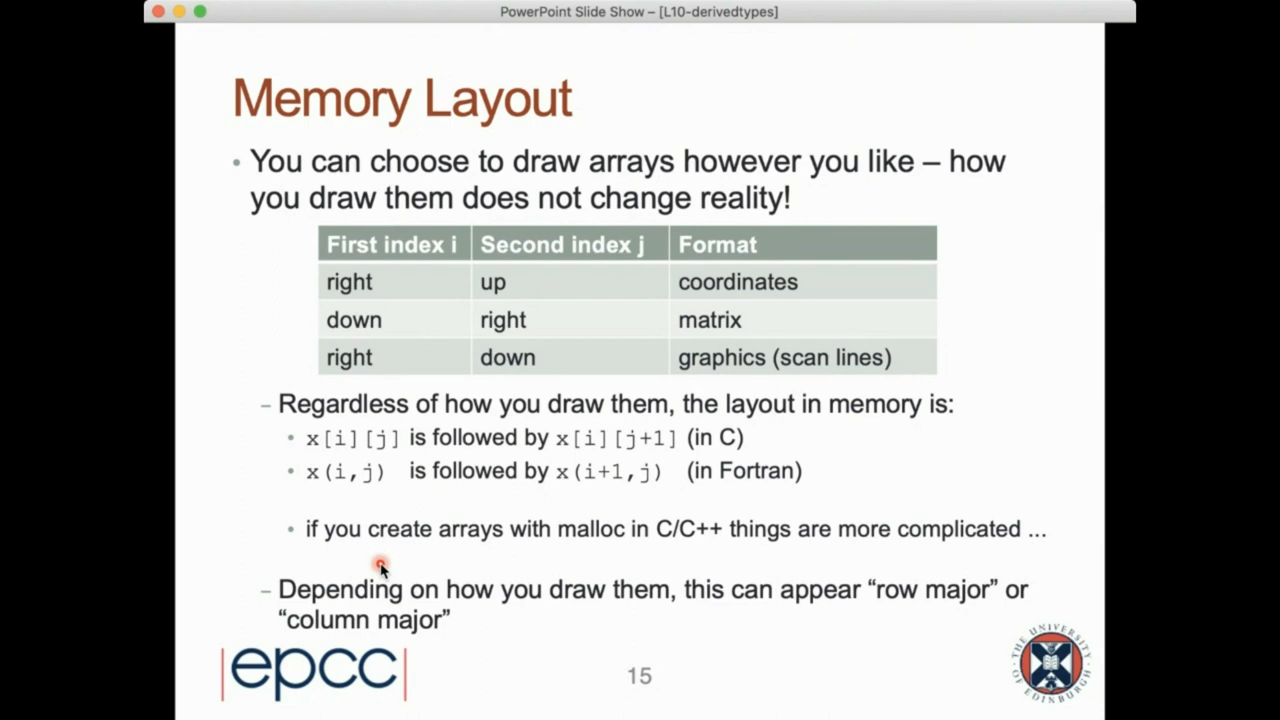 PowerPoint Slide Show – [L10-derivedtypes]
Memory Layout
• You can choose to draw arrays however you like – how
you draw them does not change reality!
First index i Second index j Format
right up coordinates
down right matrix
right down graphics (scan lines)
– Regardless of how you draw them, the layout in memory is:
• x[i][j] is followed by x[i][j+1] (in C)
• x(i,j) is followed by x(i+1,j) (in Fortran)
• if you create arrays with malloc in C/C++ things are more complicated ...
– Depending on how you draw them, this can appear “row major” or
“column major”
epcc
15
THE UNIVERSITY OF EDINBURGH